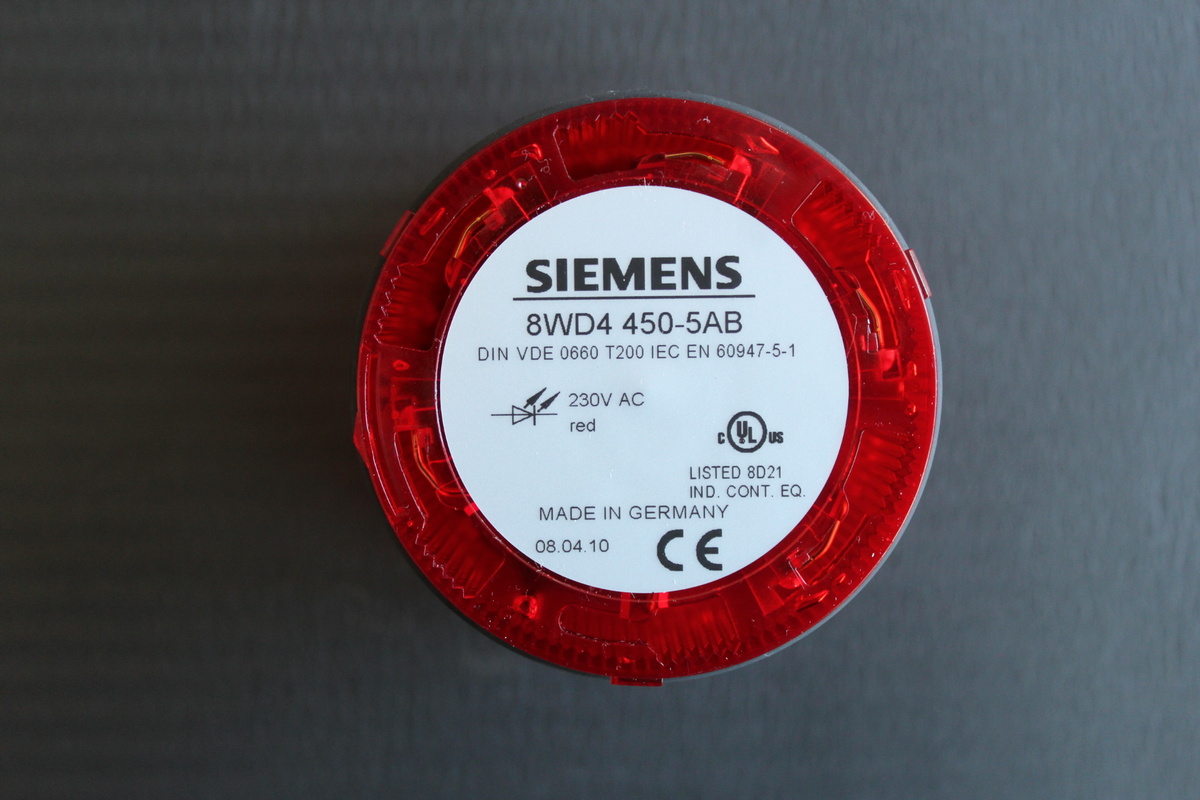 SIEMENS
8WD4 450-5AB
DIN VDE 0660 T200 IEC EN 60947-5-1
230V AC
red
C UL US
LISTED 8D21
IND. CONT. EQ.
MADE IN GERMANY
08.04.10
CE